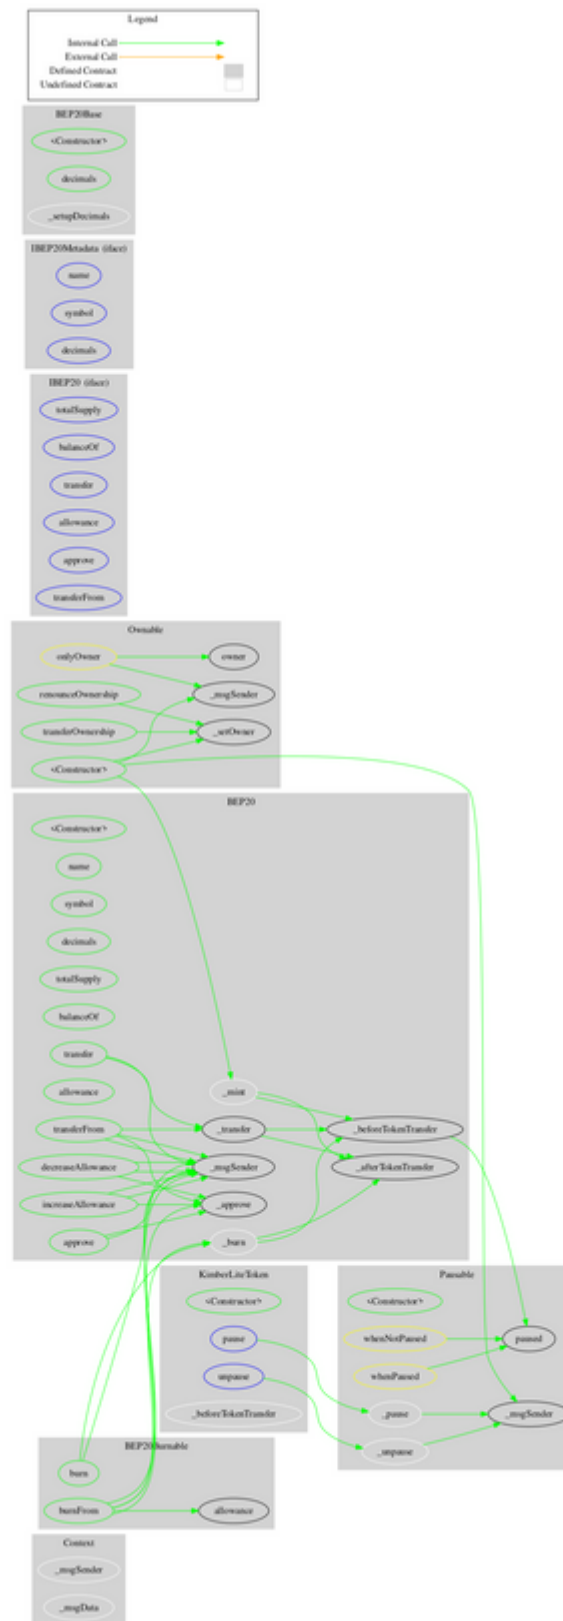 Legend
Internal Call
External Call
Defined Contract
Undefined Contract
BEP20Base
<Constructor>
decimals
_setupDecimals
IBEP20Metadata (iface)
name
symbol
decimals
IBEP20 (iface)
totalSupply
balanceOf
transfer
allowance
approve
transferFrom
Ownable
onlyOwner
owner
renounceOwnership
_msgSender
transferOwnership
_setOwner
<Constructor>
BEP20
<Constructor>
name
symbol
decimals
totalSupply
balanceOf
transfer
allowance
_mint
transferFrom
_transfer
_beforeTokenTransfer
decreaseAllowance
_msgSender
_afterTokenTransfer
increaseAllowance
_approve
approve
_burn
KimberLiteToken
<Constructor>
pause
unpause
_beforeTokenTransfer
Pausable
<Constructor>
whenNotPaused
paused
whenPaused
_pause
_msgSender
_unpause
BEP20Burnable
burn
burnFrom
allowance
Context
_msgSender
_msgData